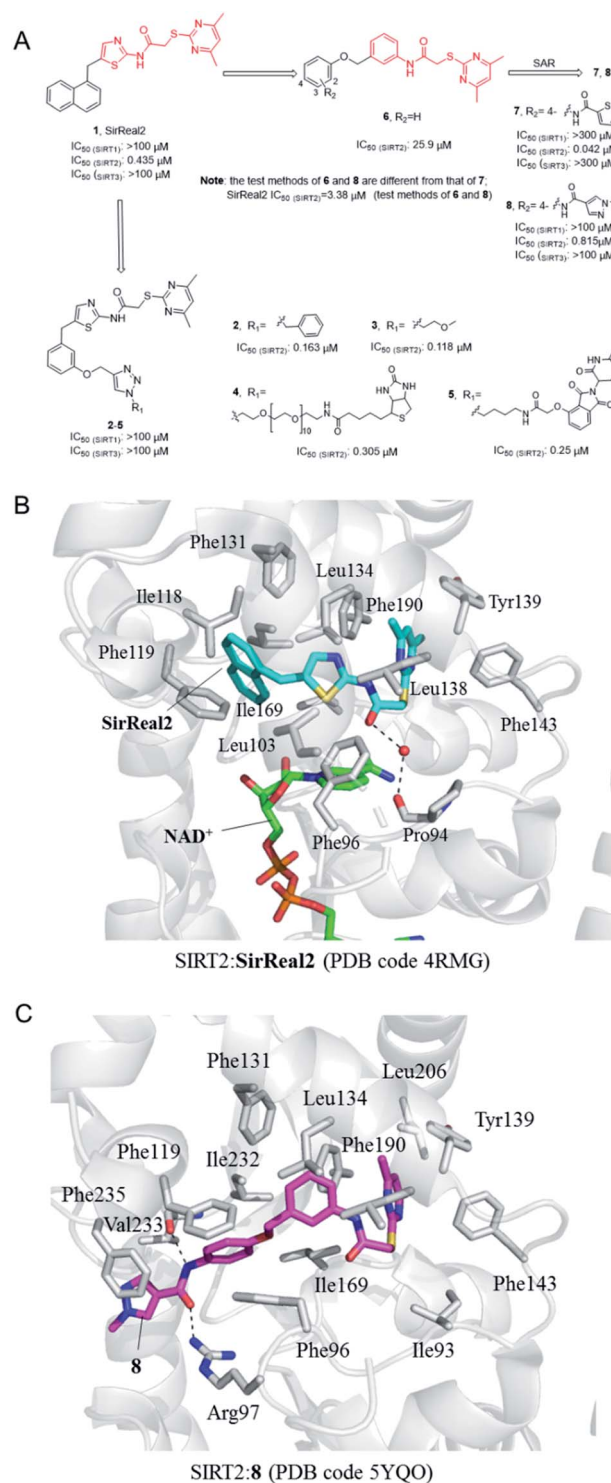 A
1, SirReal2
IC50 (SIRT1): >100 μM
IC50 (SIRT2): 0.435 μM
IC50 (SIRT3): >100 μM
O
R2
2
3
4
6, R2=H
IC50 (SIRT2): 25.9 μM
SAR
7, 8
7, R2= 4-
IC50 (SIRT1): >300 μM
IC50 (SIRT2): 0.042 μM
IC50 (SIRT3): >300 μM
Note: the test methods of 6 and 8 are different from that of 7;
SirReal2 IC50 (SIRT2)=3.38 μM (test methods of 6 and 8)
8, R2= 4-
IC50 (SIRT1): >100 μM
IC50 (SIRT2): 0.815μM
IC50 (SIRT3): >100 μM
R1
2-5
IC50 (SIRT1): >100 μM
IC50 (SIRT3): >100 μM
2, R1=
IC50 (SIRT2): 0.163 μM
3, R1=
IC50 (SIRT2): 0.118 μM
4, R1=
10
IC50 (SIRT2): 0.305 μM
5, R1=
IC50 (SIRT2): 0.25 μM
B
Phe131
Leu134
Ile118
Phe190
Tyr139
Phe119
SirReal2
Ile169
Leu138
Phe143
Leu103
NAD+
Phe96
Pro94
SIRT2:SirReal2 (PDB code 4RMG)
C
Phe131
Leu206
Leu134
Tyr139
Phe119
Phe190
Ile232
Phe235
Val233
Ile169
Phe143
8
Phe96
Ile93
Arg97
SIRT2:8 (PDB code 5YQO)